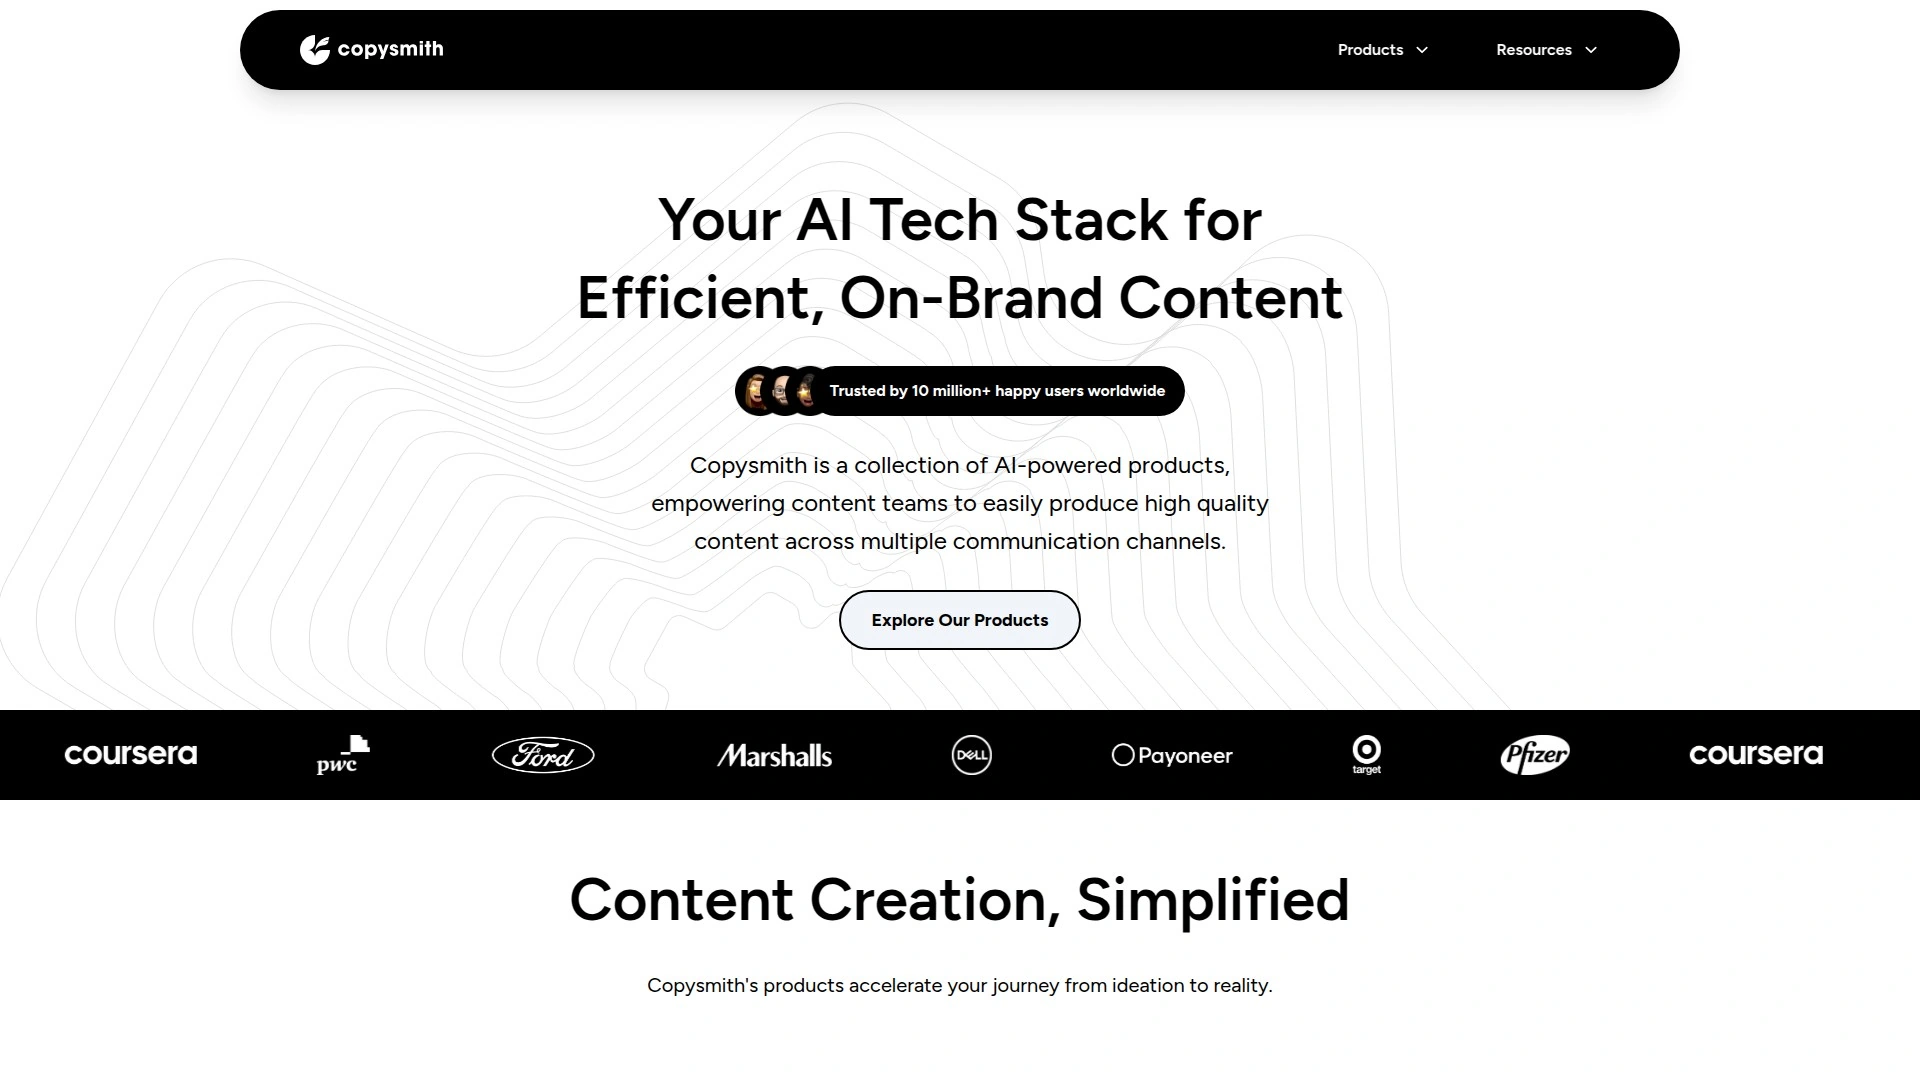 copysmith
Products
Resources
Your AI Tech Stack for
Efficient, On-Brand Content
Trusted by 10 million+ happy users worldwide
Copysmith is a collection of AI-powered products,
empowering content teams to easily produce high quality
content across multiple communication channels.
Explore Our Products
coursera
pwc
Ford
Marshalls
DELL
Payoneer
target
Pfizer
coursera
Content Creation, Simplified
Copysmith's products accelerate your journey from ideation to reality.